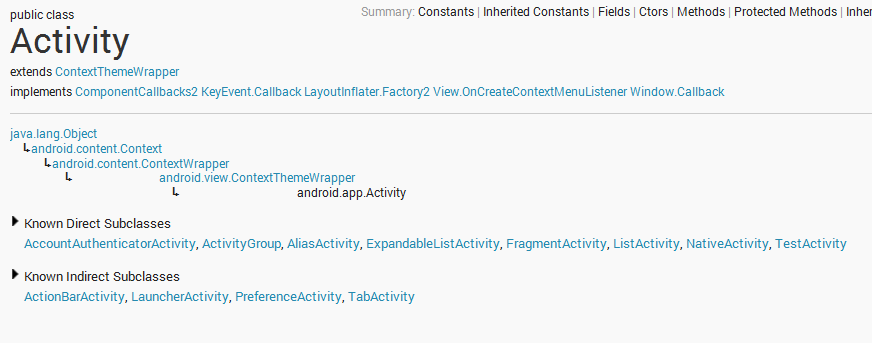 public class
Summary: Constants | Inherited Constants | Fields | Ctors | Methods | Protected Methods |
Activity
extends ContextThemeWrapper
implements ComponentCallbacks2 KeyEvent.Callback LayoutInflater.Factory2 View.OnCreateContextMenuListener Window.Callback
java.lang.Object
↳android.content.Context
↳android.content.ContextWrapper
↳ android.view.ContextThemeWrapper
↳ android.app.Activity
Known Direct Subclasses
AccountAuthenticatorActivity, ActivityGroup, AliasActivity, ExpandableListActivity, FragmentActivity, ListActivity, NativeActivity, TestActivity
Known Indirect Subclasses
ActionBarActivity, LauncherActivity, PreferenceActivity, TabActivity